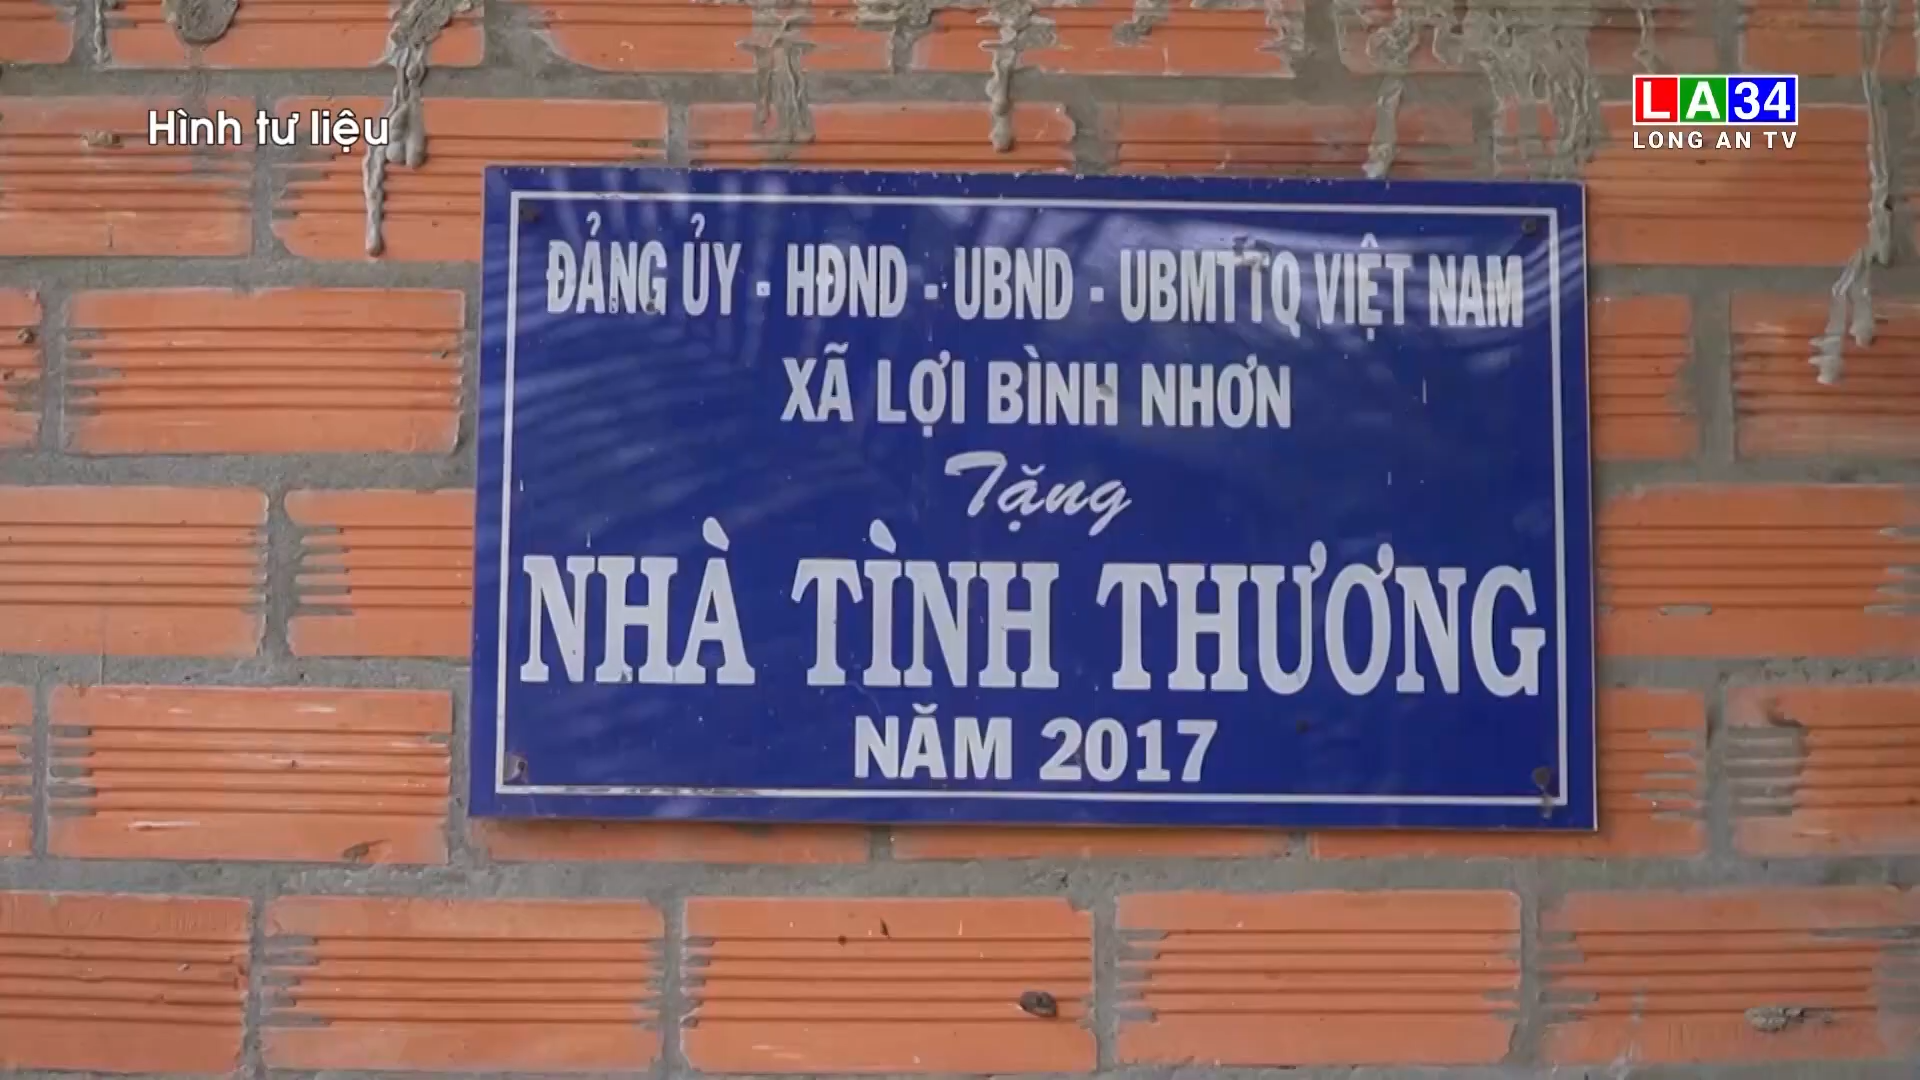 Hình tư liệu
LA34
LONG AN TV
ĐẢNG ỦY - HĐND - UBND - UBMTTQ VIỆT NAM
XÃ LỢI BÌNH NHƠN
Tặng
NHÀ TÌNH THƯƠNG
NĂM 2017